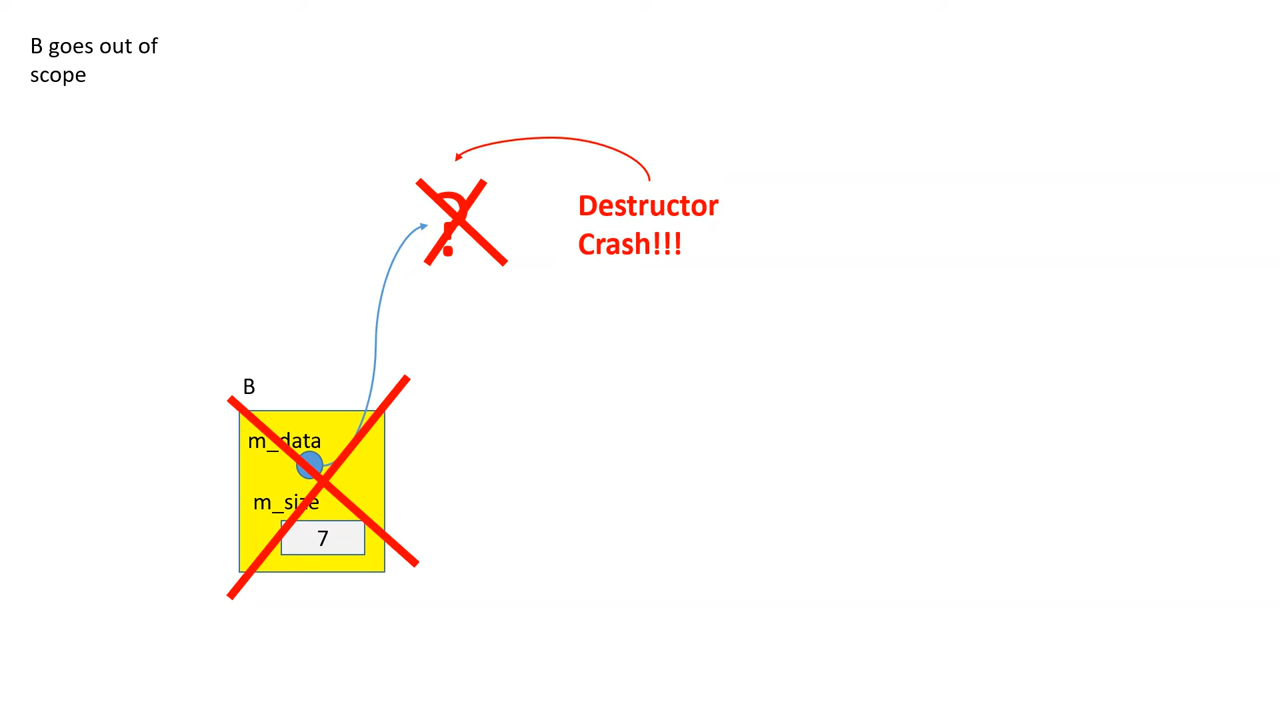 B goes out of
scope
?
Destructor
Crash!!!
B
m_data
m_size
7